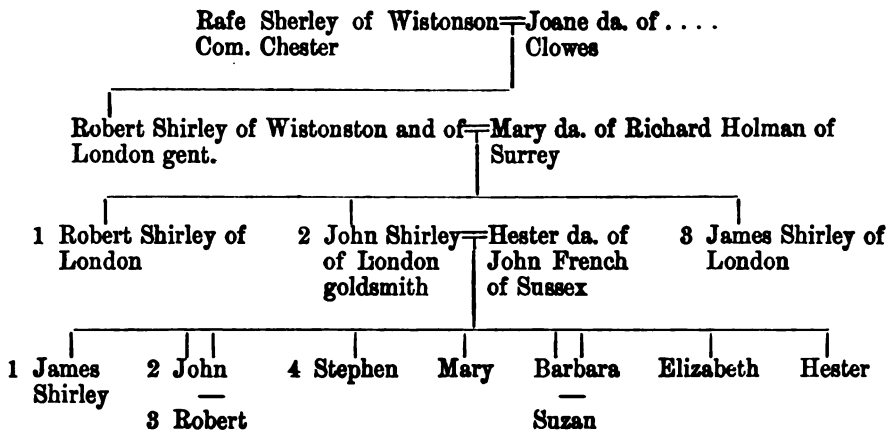 Rafe Sherley of Wistonson=Joane da. of . . . .
Com. Chester Clowes
Robert Shirley of Wistonston and of=Mary da. of Richard Holman of
London gent. Surrey
1 Robert Shirley of 2 John Shirley=Hester da. of 3 James Shirley of
London of London John French London
goldsmith of Sussex
1 James 2 John 4 Stephen Mary Barbara Elizabeth Hester
Shirley — —
3 Robert Suzan